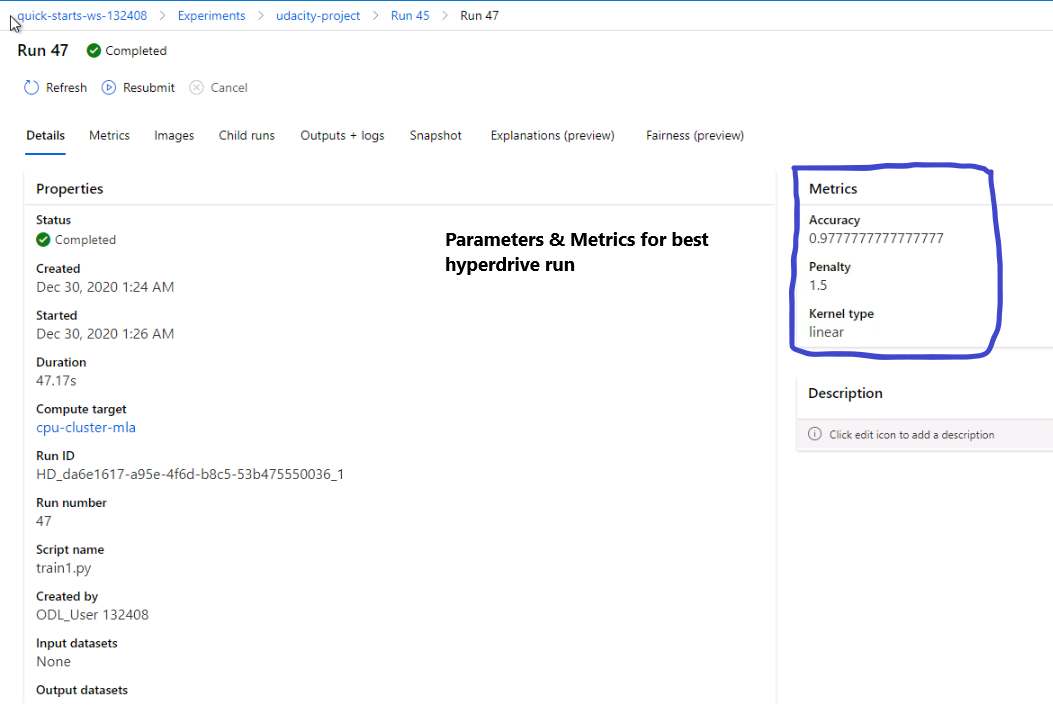 quick-starts-ws-132408 > Experiments > udacity-project > Run 45 > Run 47
Run 47 Completed
Refresh Resubmit Cancel
Details Metrics Images Child runs Outputs + logs Snapshot Explanations (preview) Fairness (preview)
Properties
Status
Completed
Created
Dec 30, 2020 1:24 AM
Started
Dec 30, 2020 1:26 AM
Duration
47.17s
Compute target
cpu-cluster-mla
Run ID
HD_da6e1617-a95e-4f6d-b8c5-53b475550036_1
Run number
47
Script name
train1.py
Created by
ODL_User 132408
Input datasets
None
Output datasets
Parameters & Metrics for best
hyperdrive run
Metrics
Accuracy
0.9777777777777777
Penalty
1.5
Kernel type
linear
Description
Click edit icon to add a description